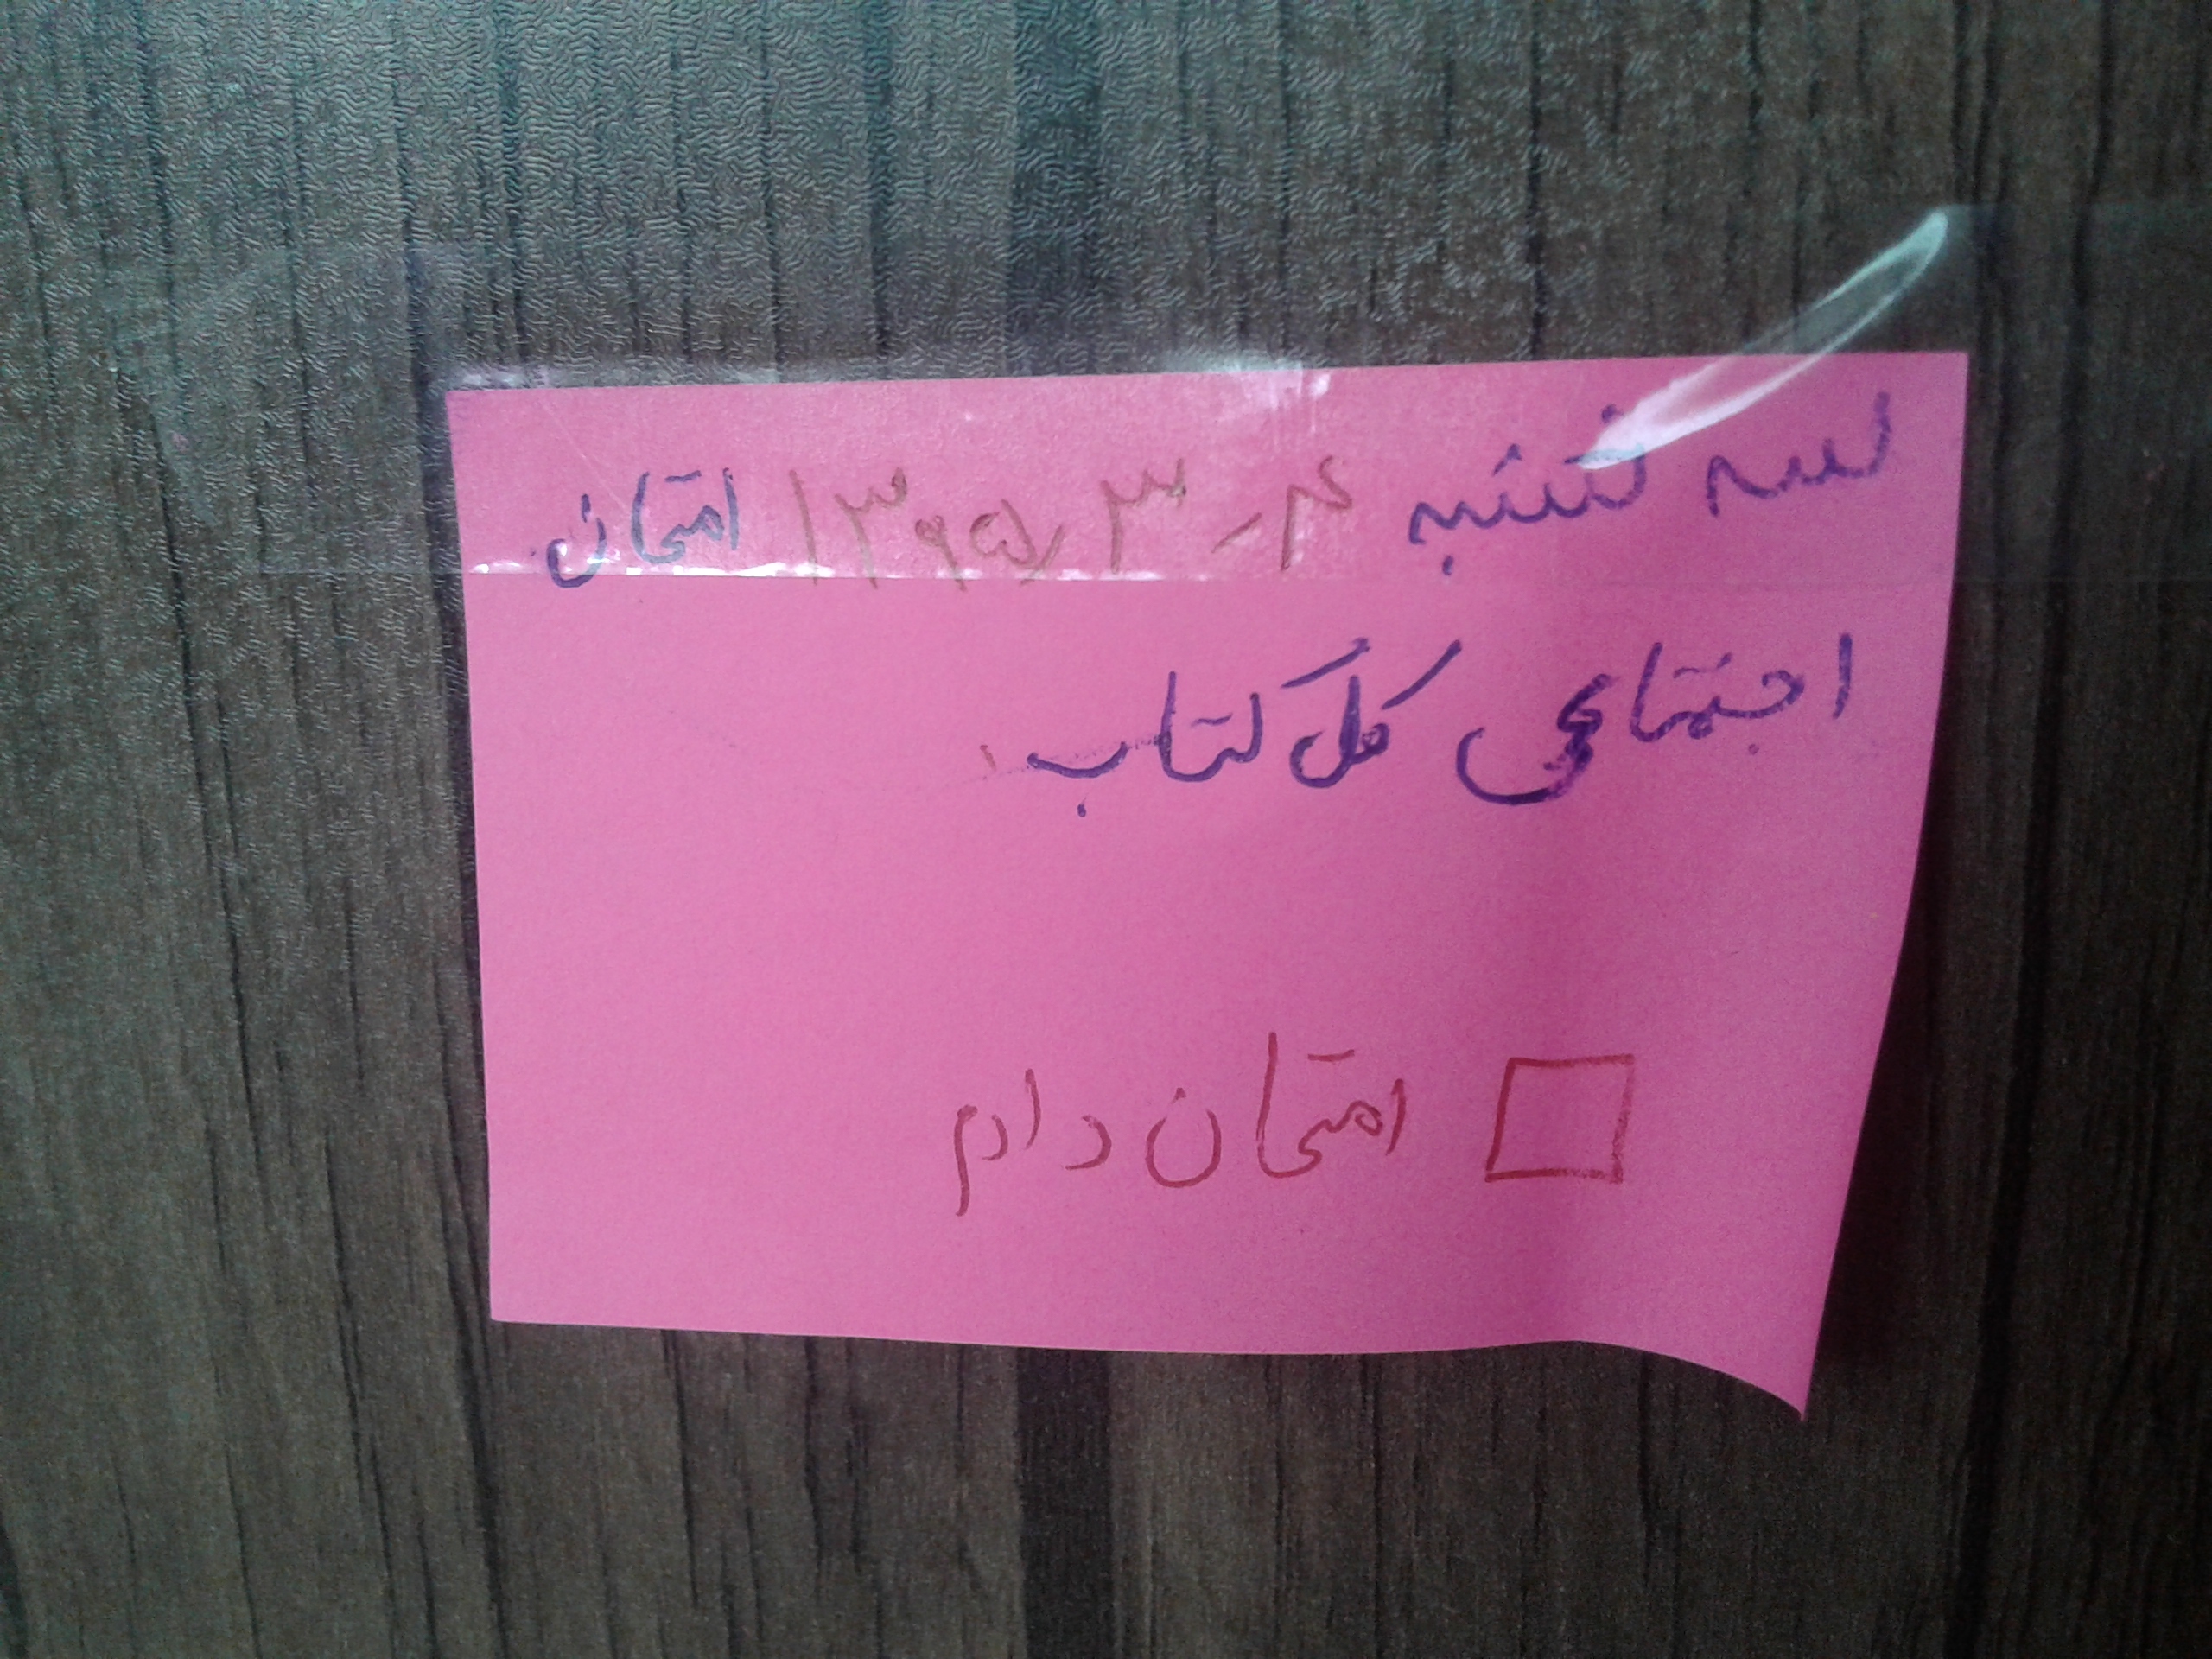 سه شنبه ۴-۳-۱۳۹۵ امتحان
اجتماعی کل کتاب.
امتحان دادم